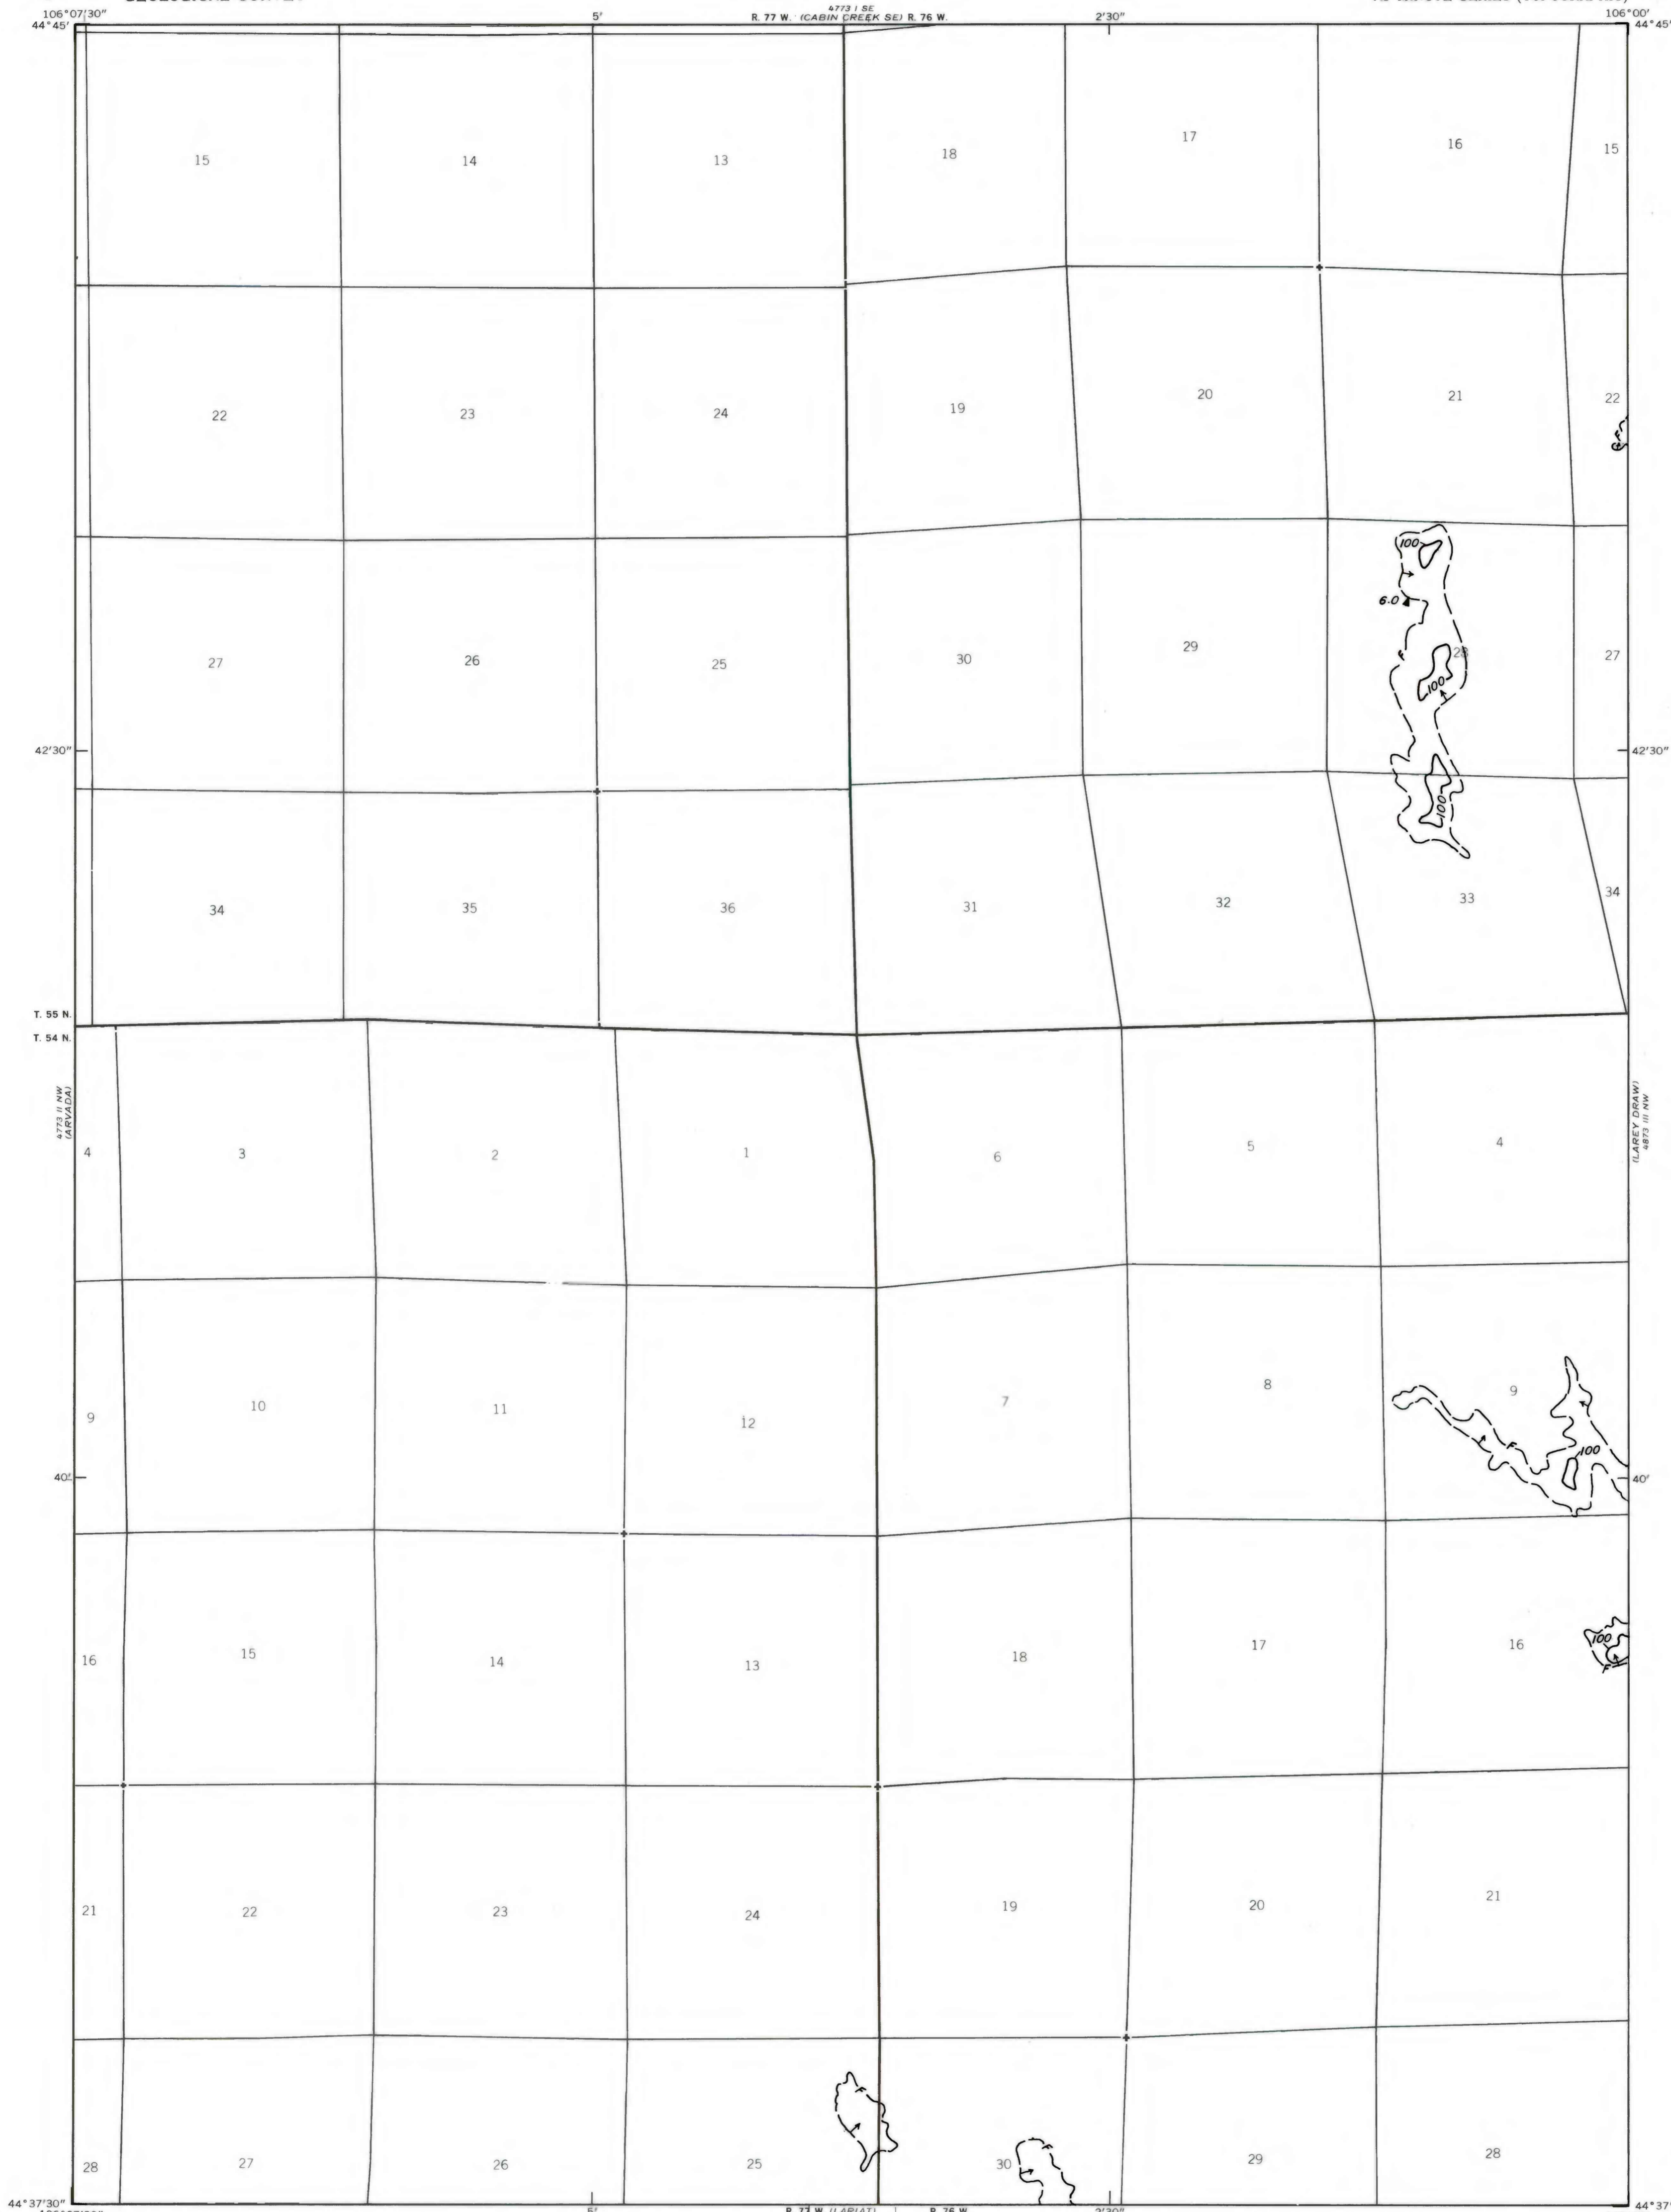 4773 I SE
106°07'30" 5' R. 77 W. (CABIN CREEK SE) R. 76 W. 2'30" 106°00'
44°45' 44°45'
15 14 13 18 17 16 15
22 23 24 19 20 21 22
F
100
6.0
27 26 25 30 29 28 27
F
100
42'30" 42'30"
100
34 35 36 31 32 33 34
T. 55 N.
T. 54 N.
4773 II NW
(ARVADA)
(LAREY DRAW)
4873 III NW
4 3 2 1 6 5 4
9 10 11 12 7 8 9
F
100
40' 40'
16 15 14 13 18 17 16
100
F
21 22 23 24 19 20 21
F
F
28 27 26 25 30 29 28
44°37'30" 5' R. 77 W. (LARIAT) R. 76 W. 2'30" 44°37'